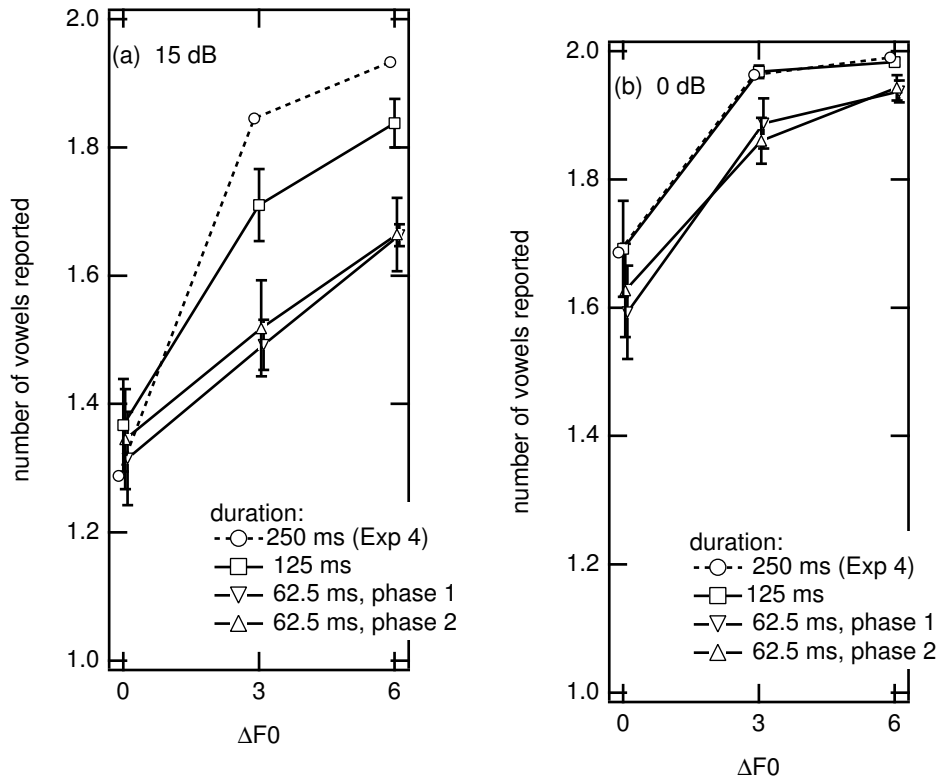 2.0
(a) 15 dB
1.8
1.6
1.4
1.2
1.0
number of vowels reported
duration:
250 ms (Exp 4)
125 ms
62.5 ms, phase 1
62.5 ms, phase 2
0 3 6
ΔF0
2.0
(b) 0 dB
1.8
1.6
1.4
1.2
1.0
number of vowels reported
duration:
250 ms (Exp 4)
125 ms
62.5 ms, phase 1
62.5 ms, phase 2
0 3 6
ΔF0